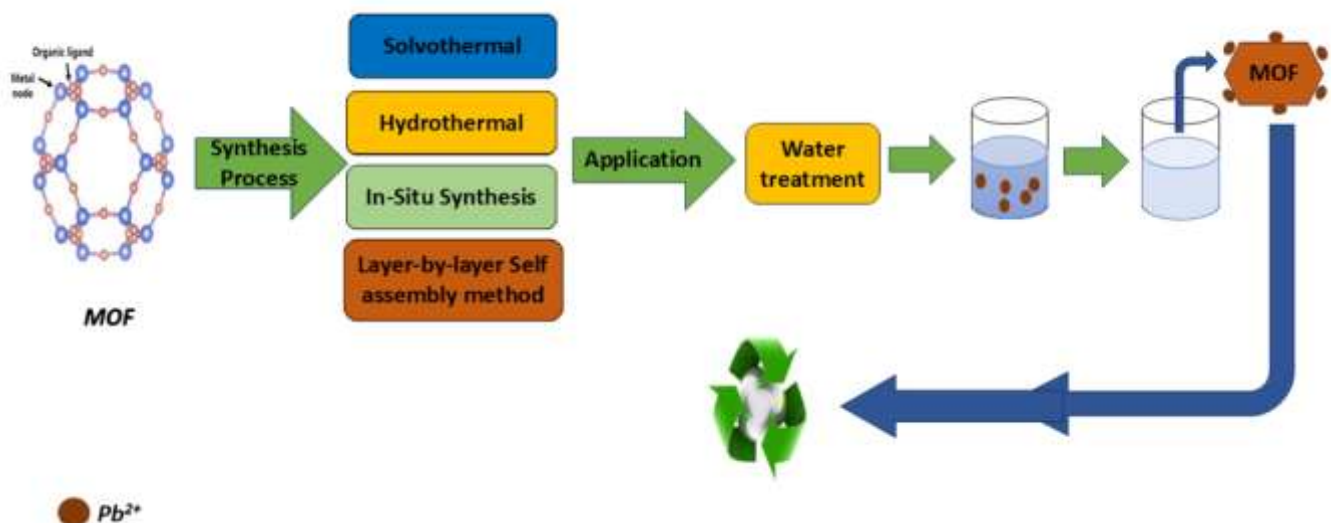 Organic ligand
Metal
node
MOF
Synthesis
Process
Solvothermal
Hydrothermal
In-Situ Synthesis
Layer-by-layer Self
assembly method
Application
Water
treatment
MOF
Pb²⁺